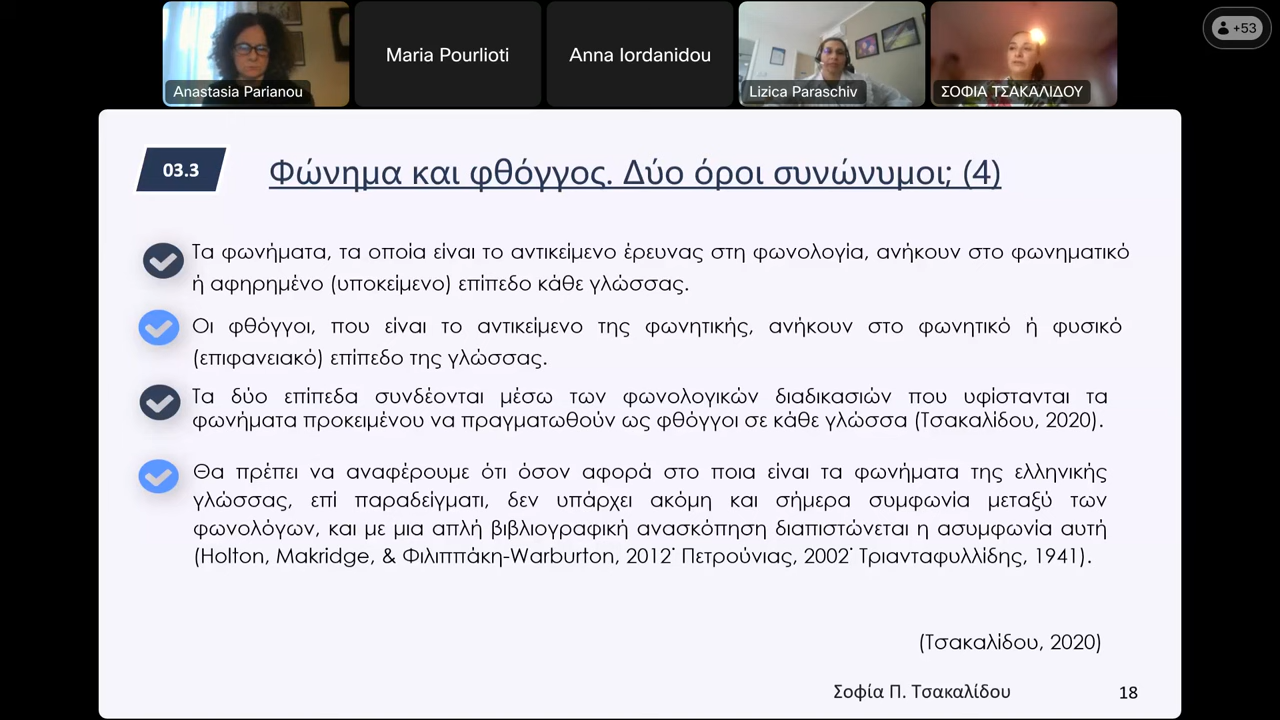 +53
Anastasia Parianou
Maria Pourlioti
Anna Iordanidou
Lizica Paraschiv
ΣΟΦΙΑ ΤΣΑΚΑΛΙΔΟΥ
03.3
Φώνημα και φθόγγος. Δύο όροι συνώνυμοι; (4)
Τα φωνήματα, τα οποία είναι το αντικείμενο έρευνας στη φωνολογία, ανήκουν στο φωνηματικό
ή αφηρημένο (υποκείμενο) επίπεδο κάθε γλώσσας.
Οι φθόγγοι, που είναι το αντικείμενο της φωνητικής, ανήκουν στο φωνητικό ή φυσικό
(επιφανειακό) επίπεδο της γλώσσας.
Τα δύο επίπεδα συνδέονται μέσω των φωνολογικών διαδικασιών που υφίστανται τα
φωνήματα προκειμένου να πραγματωθούν ως φθόγγοι σε κάθε γλώσσα (Τσακαλίδου, 2020).
Θα πρέπει να αναφέρουμε ότι όσον αφορά στο ποια είναι τα φωνήματα της ελληνικής
γλώσσας, επί παραδείγματι, δεν υπάρχει ακόμη και σήμερα συμφωνία μεταξύ των
φωνολόγων, και με μια απλή βιβλιογραφική ανασκόπηση διαπιστώνεται η ασυμφωνία αυτή
(Holton, Makridge, & Φιλιππάκη-Warburton, 2012˙ Πετρούνιας, 2002˙ Τριανταφυλλίδης, 1941).
(Τσακαλίδου, 2020)
Σοφία Π. Τσακαλίδου
18